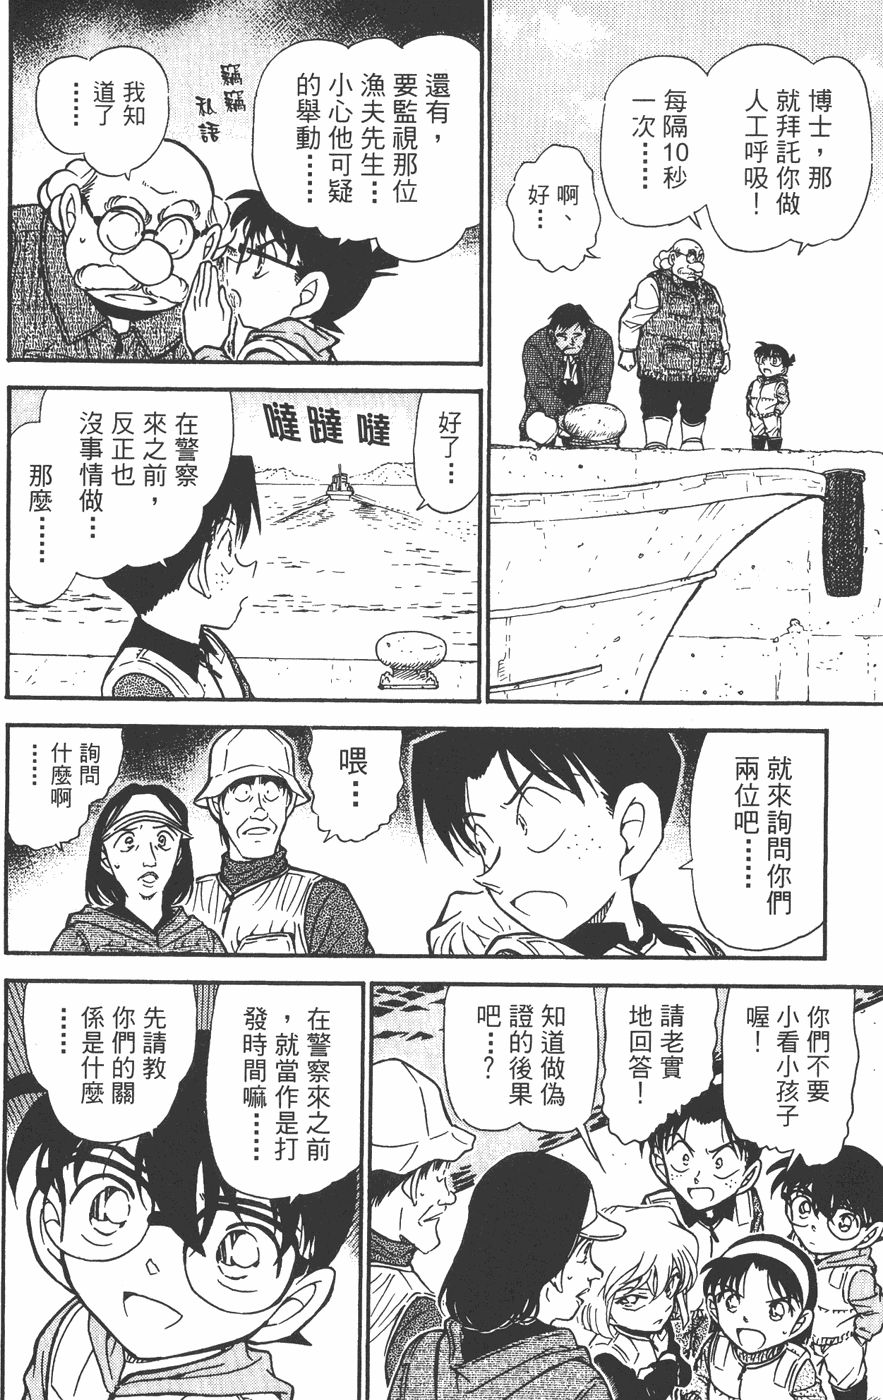 博士，那
就拜託你做
人工呼吸！
每隔10秒
一次……
啊、
好…
還有，
要監視那位
漁夫先生…
小心他可疑
的舉動……
竊竊
私語
我知
道了
……
好了…
噠躂噠
在警察
來之前，
反正也
沒事情做…
那麼……
就來詢問你們
兩位吧……
喂…
詢問
什麼啊
……
你們不要
小看小孩子
喔！
請老實
地回答！
知道做偽
證的後果
吧…？
在警察來之前
，就當作是打
發時間嘛……
先請教
你們的關
係是什麼
……